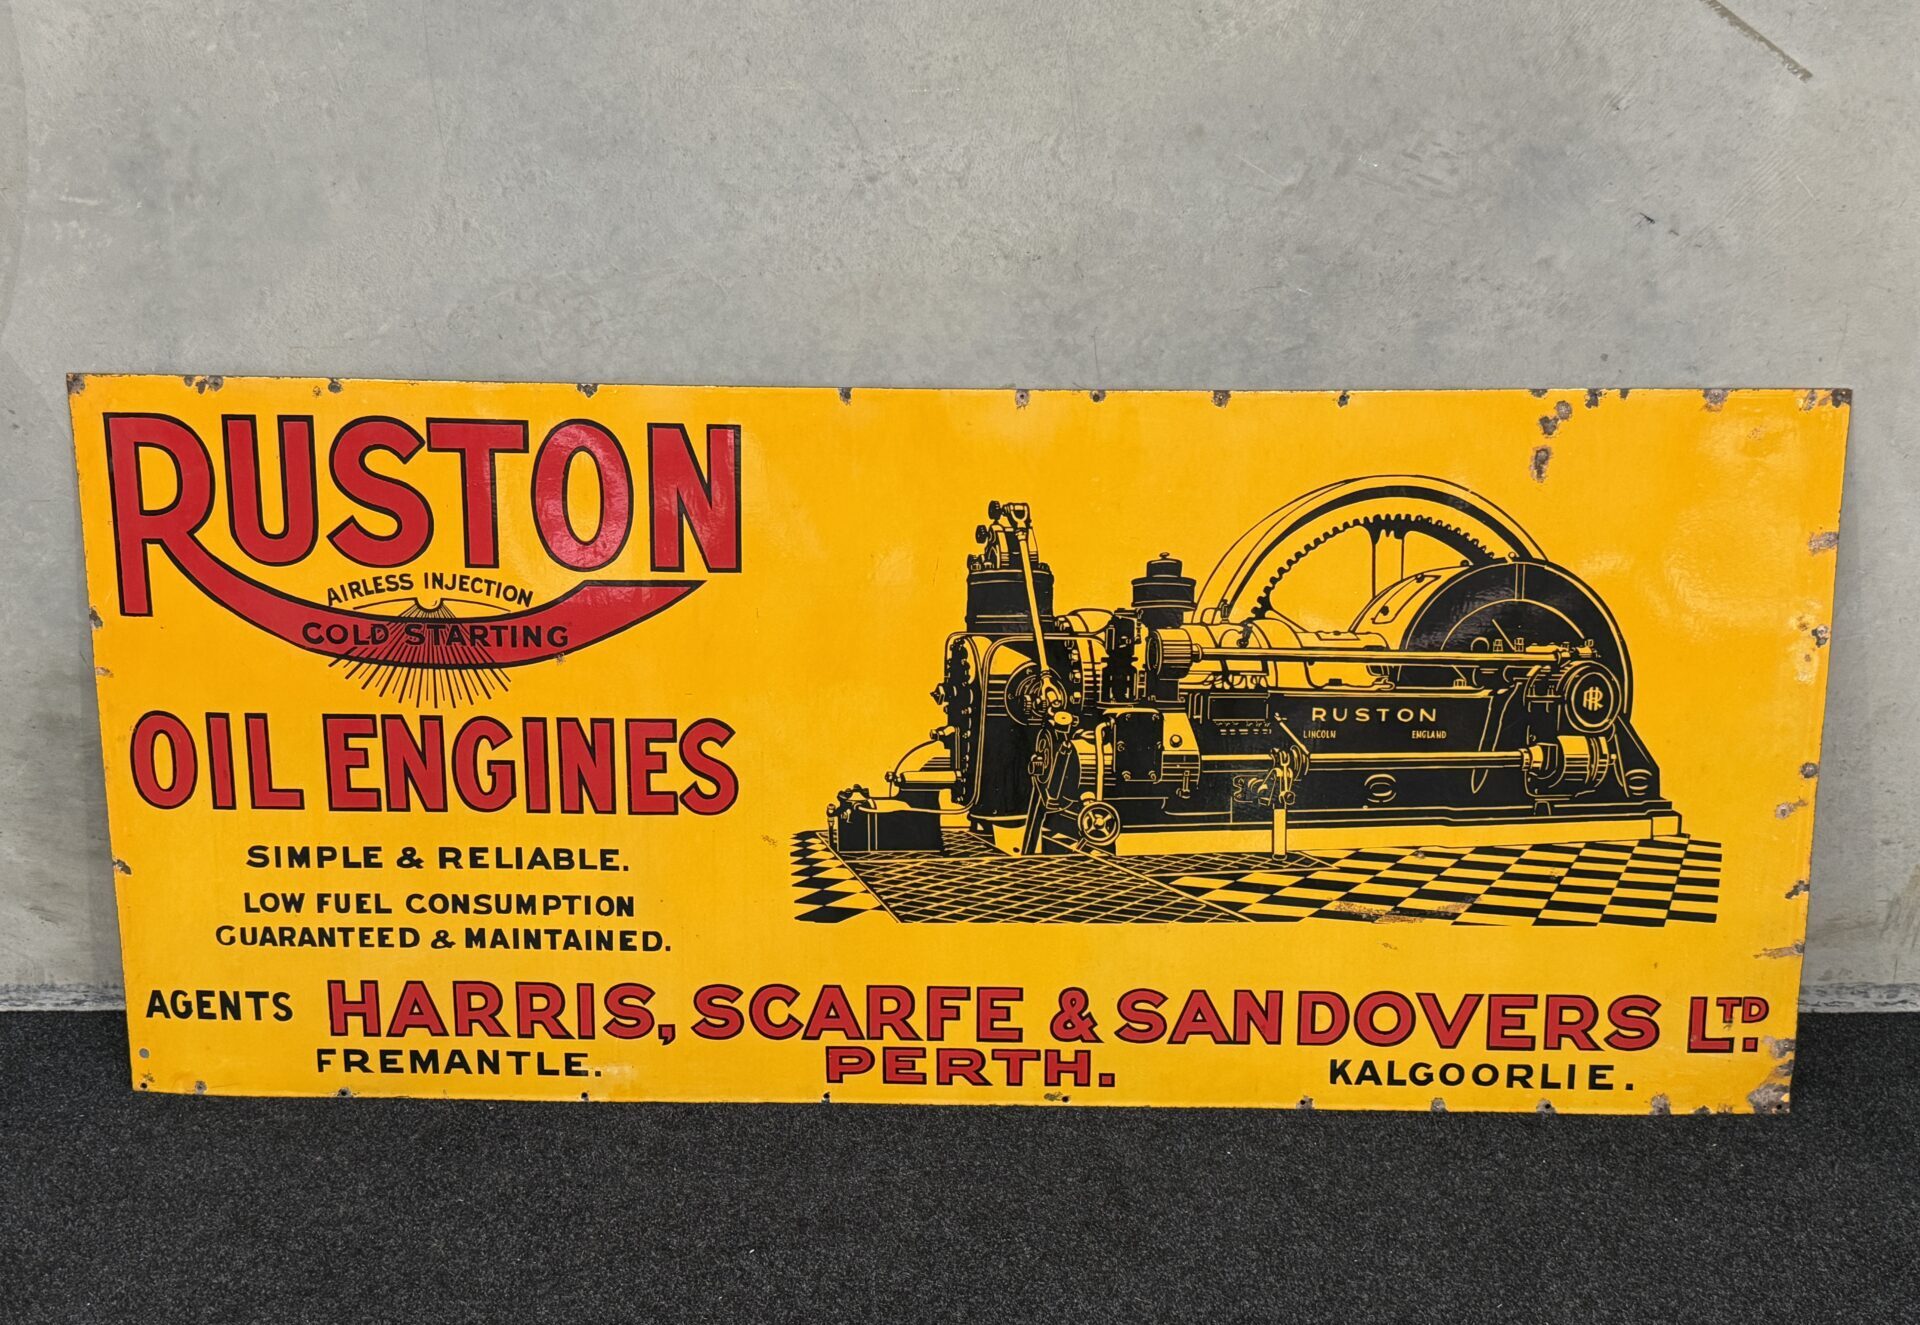 RUSTON
AIRLESS INJECTION
COLD STARTING
OIL ENGINES
SIMPLE & RELIABLE.
LOW FUEL CONSUMPTION
GUARANTEED & MAINTAINED.
RUSTON
LINCOLN ENGLAND
AGENTS HARRIS, SCARFE & SANDOVERS LTD.
FREMANTLE. PERTH. KALGOORLIE.